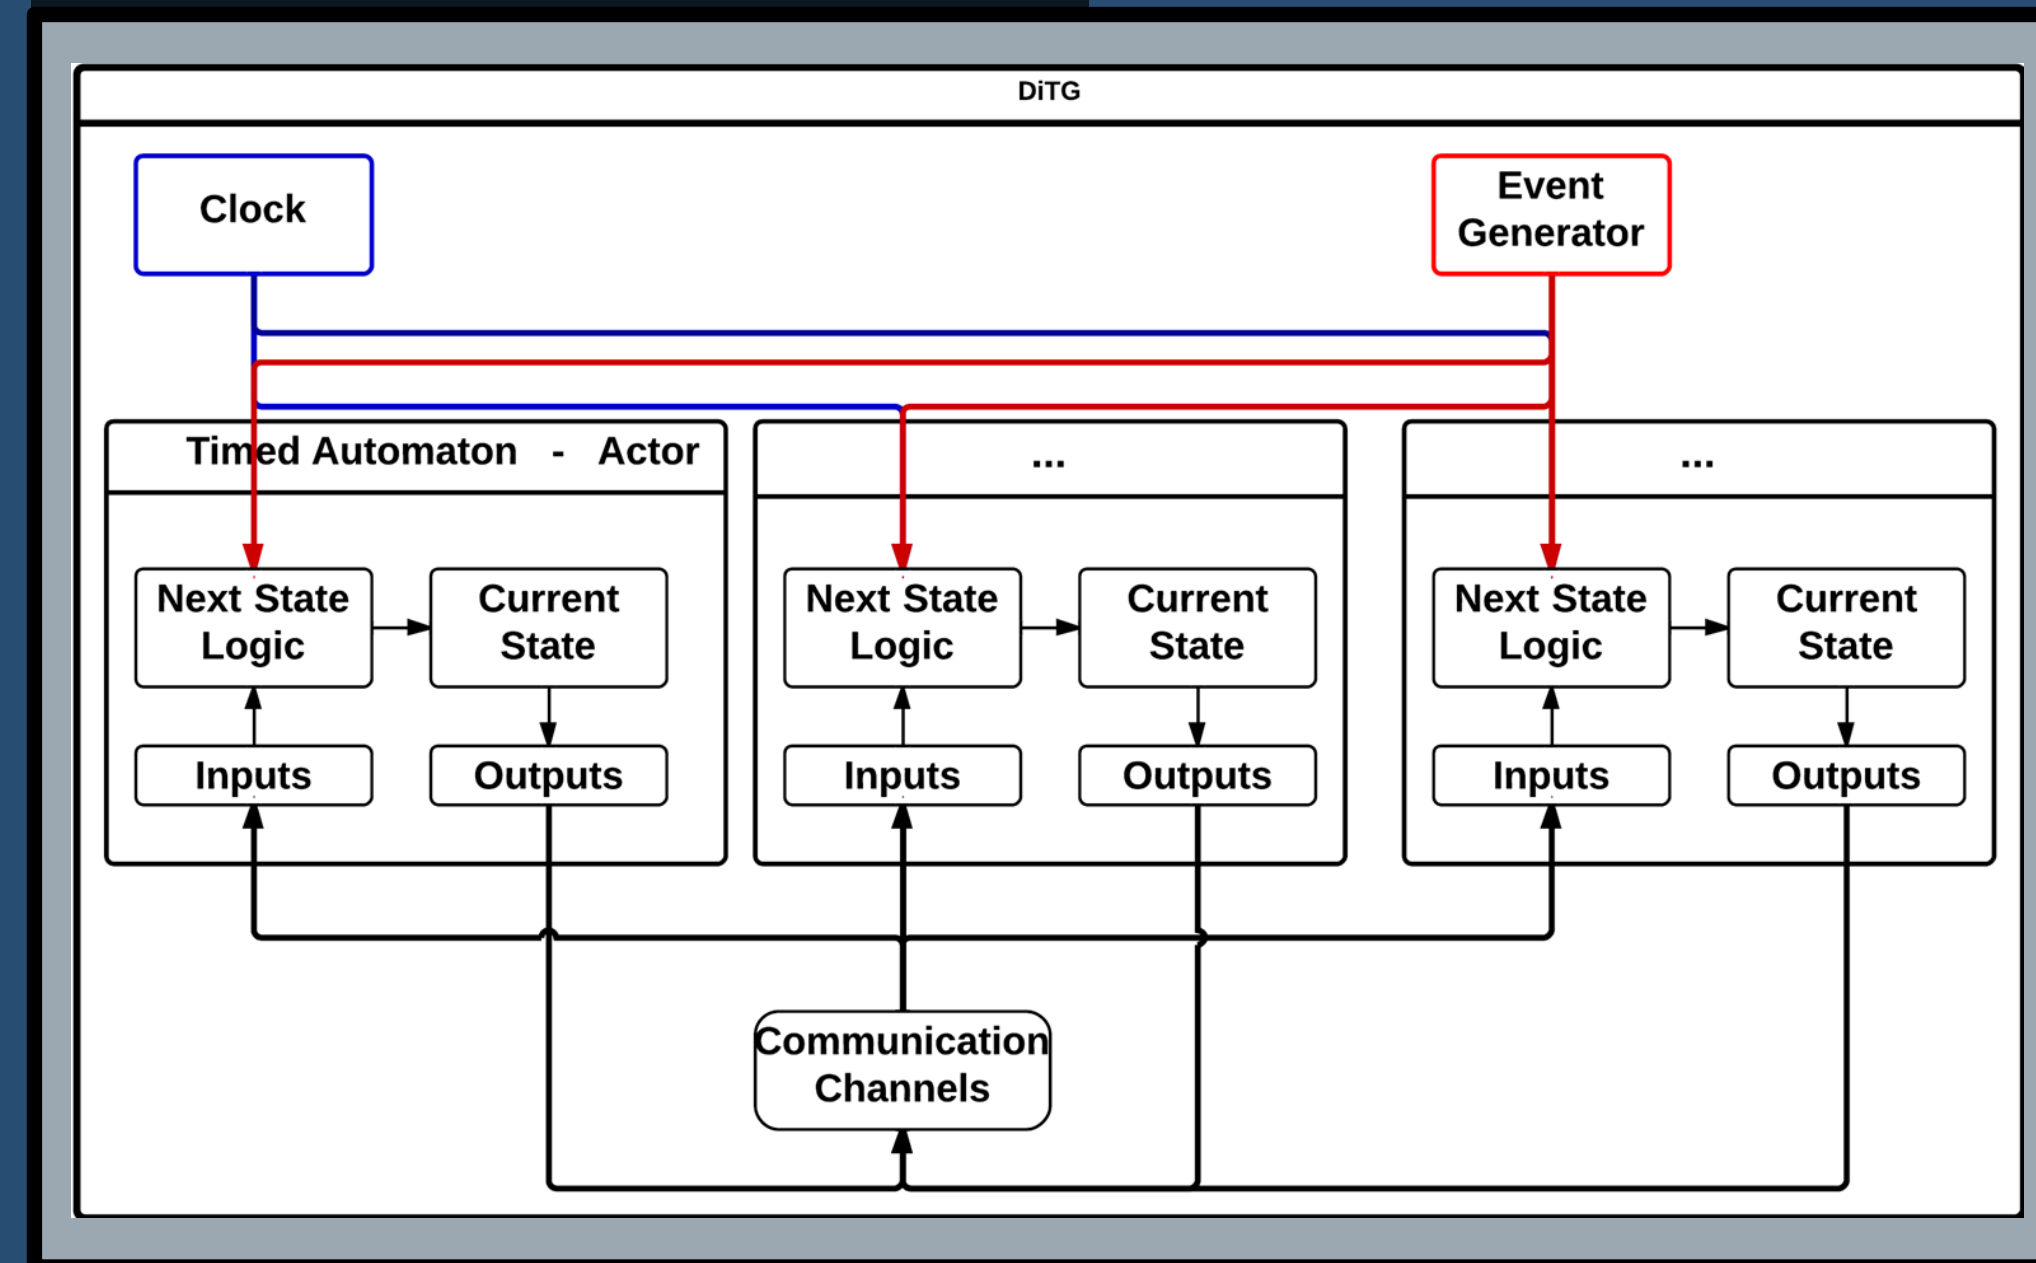 DiTG
Clock
Event
Generator
Timed Automaton - Actor
...
...
Next State
Logic
Current
State
Next State
Logic
Current
State
Next State
Logic
Current
State
Inputs
Outputs
Inputs
Outputs
Inputs
Outputs
Communication
Channels